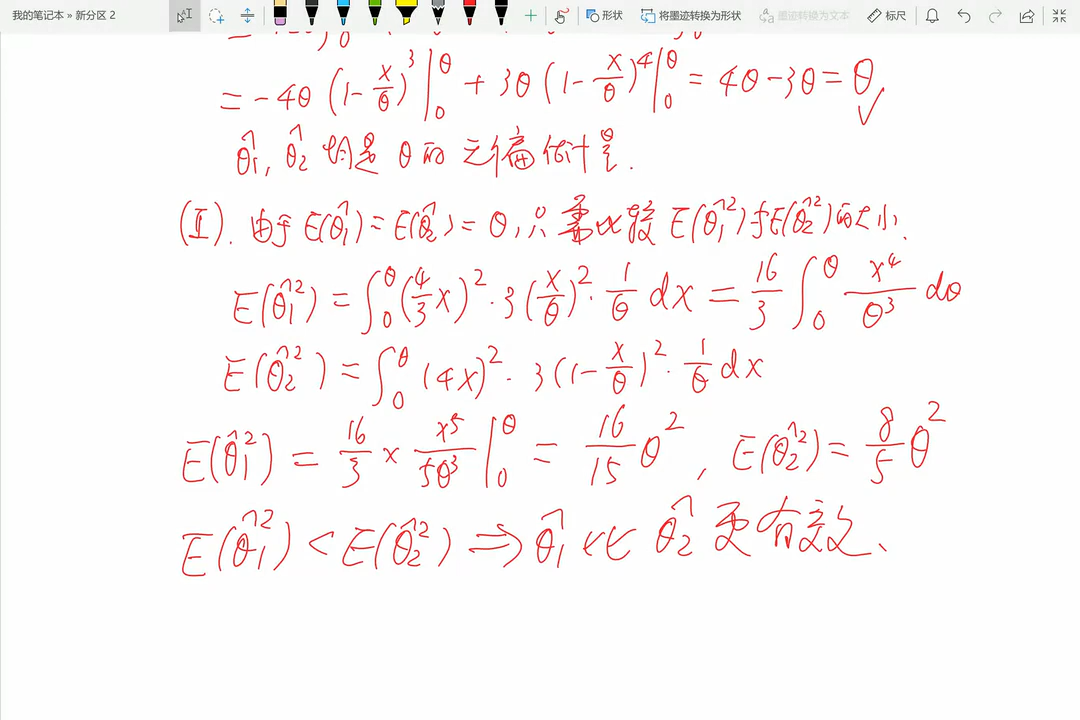 我的笔记本 » 新分区 2
形状
将墨迹转换为形状
墨迹转换为文本
标尺
= -4θ (1-x/θ)³|₀^θ + 3θ (1-x/θ)⁴|₀^θ = 4θ-3θ = θ ✓
θ̂₁, θ̂₂ 均是 θ 的无偏估计量.
(Ⅱ). 由于 E(θ̂₁) = E(θ̂₂) = θ, 只需比较 E(θ̂₁²)与E(θ̂₂²)的大小.
E(θ̂₁²) = ∫₀^θ (4/3 x)² · 3(x/θ)² · 1/θ dx = 16/3 ∫₀^θ x⁴/θ³ dθ
E(θ̂₂²) = ∫₀^θ (4x)² · 3(1-x/θ)² · 1/θ dx
E(θ̂₁²) = 16/3 × x⁵/5θ³ |₀^θ = 16/15 θ² , E(θ̂₂²) = 8/5 θ²
E(θ̂₁²) < E(θ̂₂²) ⇒ θ̂₁ 比 θ̂₂ 更有效、